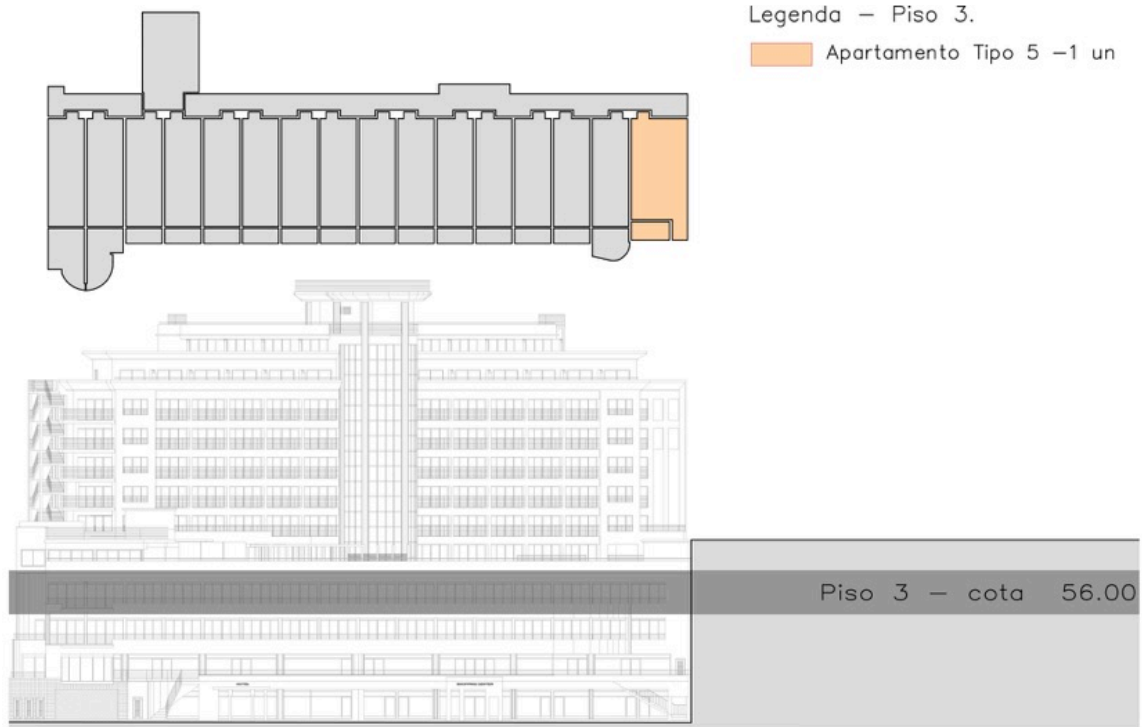 Legenda – Piso 3.
Apartamento Tipo 5 –1 un
Piso 3 – cota 56.00